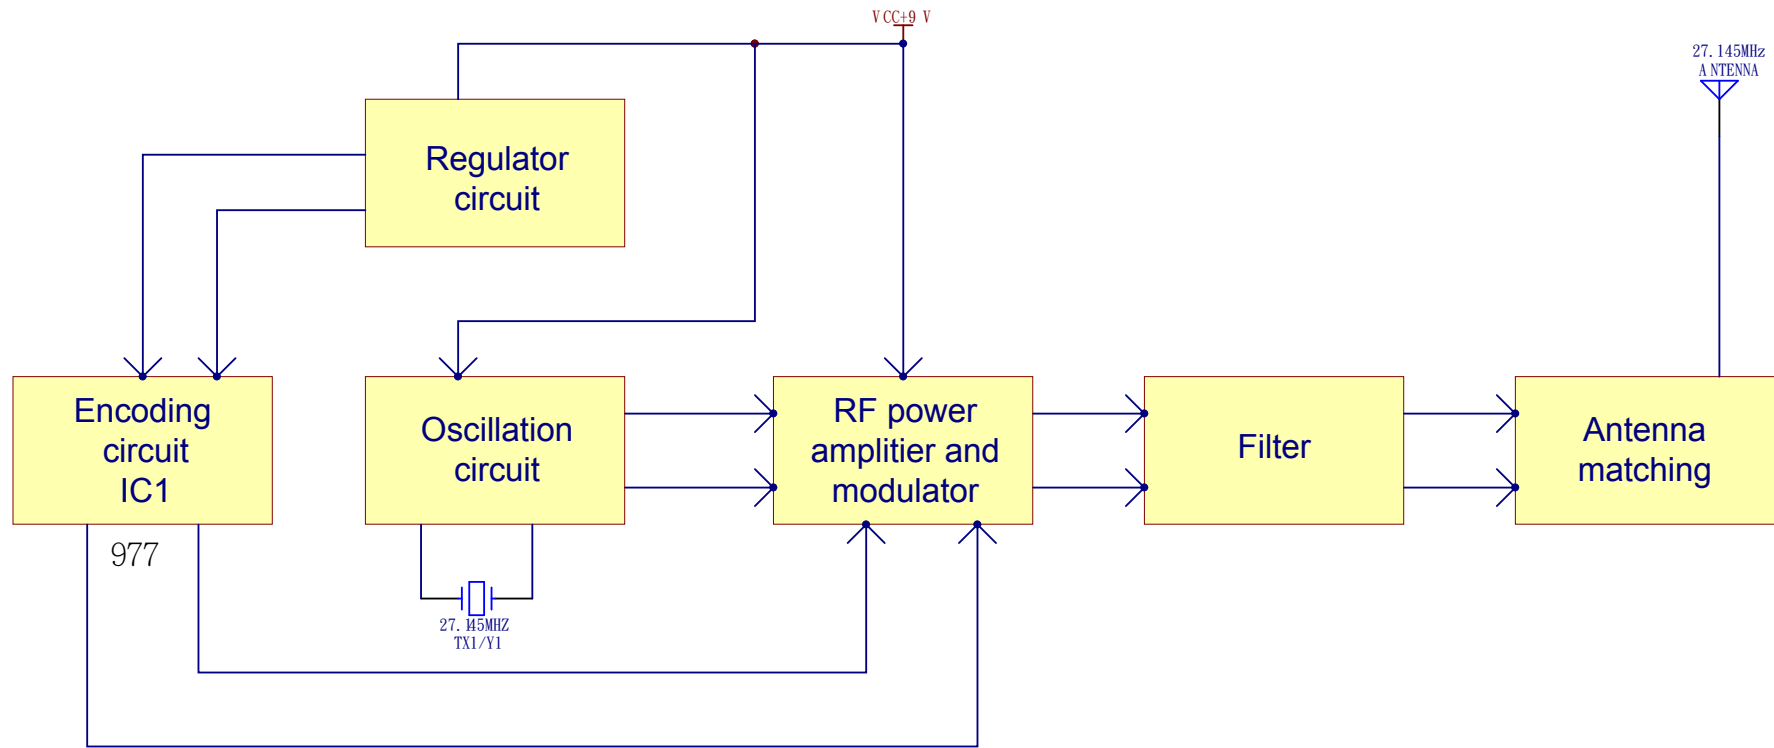 VCC+9 V
27.145MHz
A NTENNA
Regulator
circuit
Encoding
circuit
IC1
977
Oscillation
circuit
27.145MHZ
TX1/Y1
RF power
amplitier and
modulator
Filter
Antenna
matching